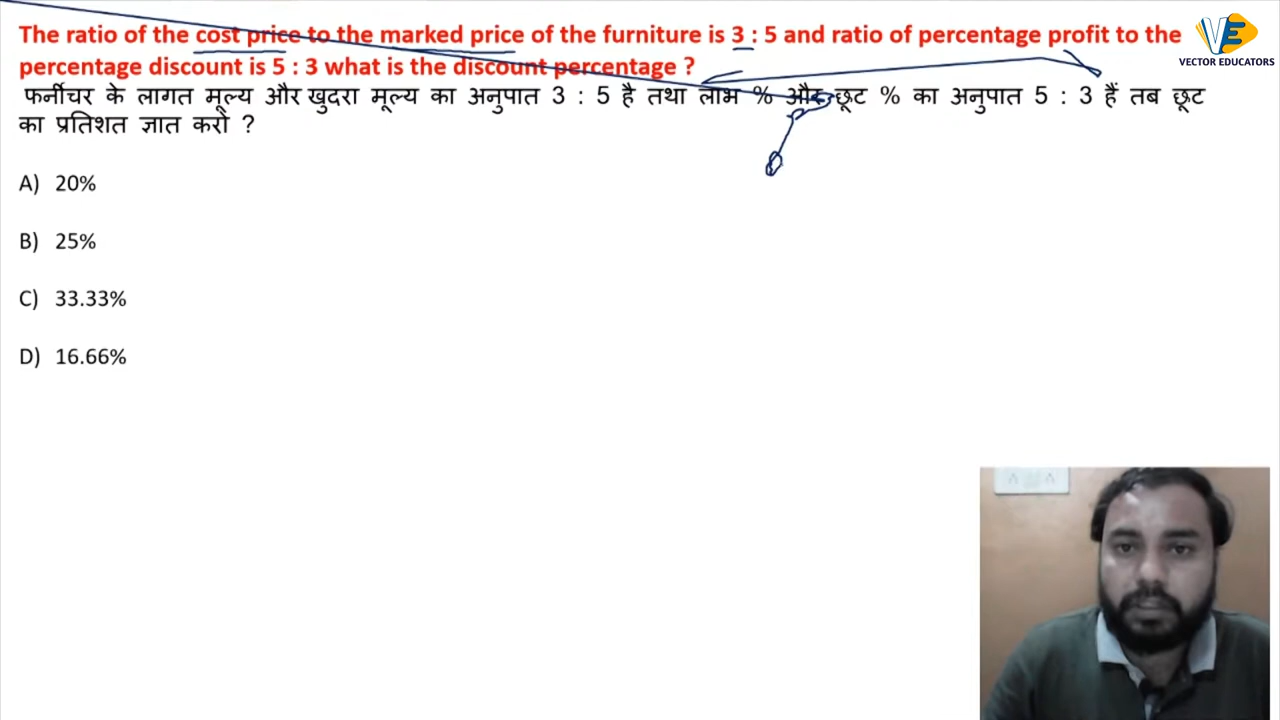 The ratio of the cost price to the marked price of the furniture is 3 : 5 and ratio of percentage profit to the
percentage discount is 5 : 3 what is the discount percentage ?
फर्नीचर के लागत मूल्य और खुदरा मूल्य का अनुपात 3 : 5 है तथा लाभ % और छूट % का अनुपात 5 : 3 हैं तब छूट
का प्रतिशत ज्ञात करों ?
A) 20%
B) 25%
C) 33.33%
D) 16.66%
VE
VECTOR EDUCATORS